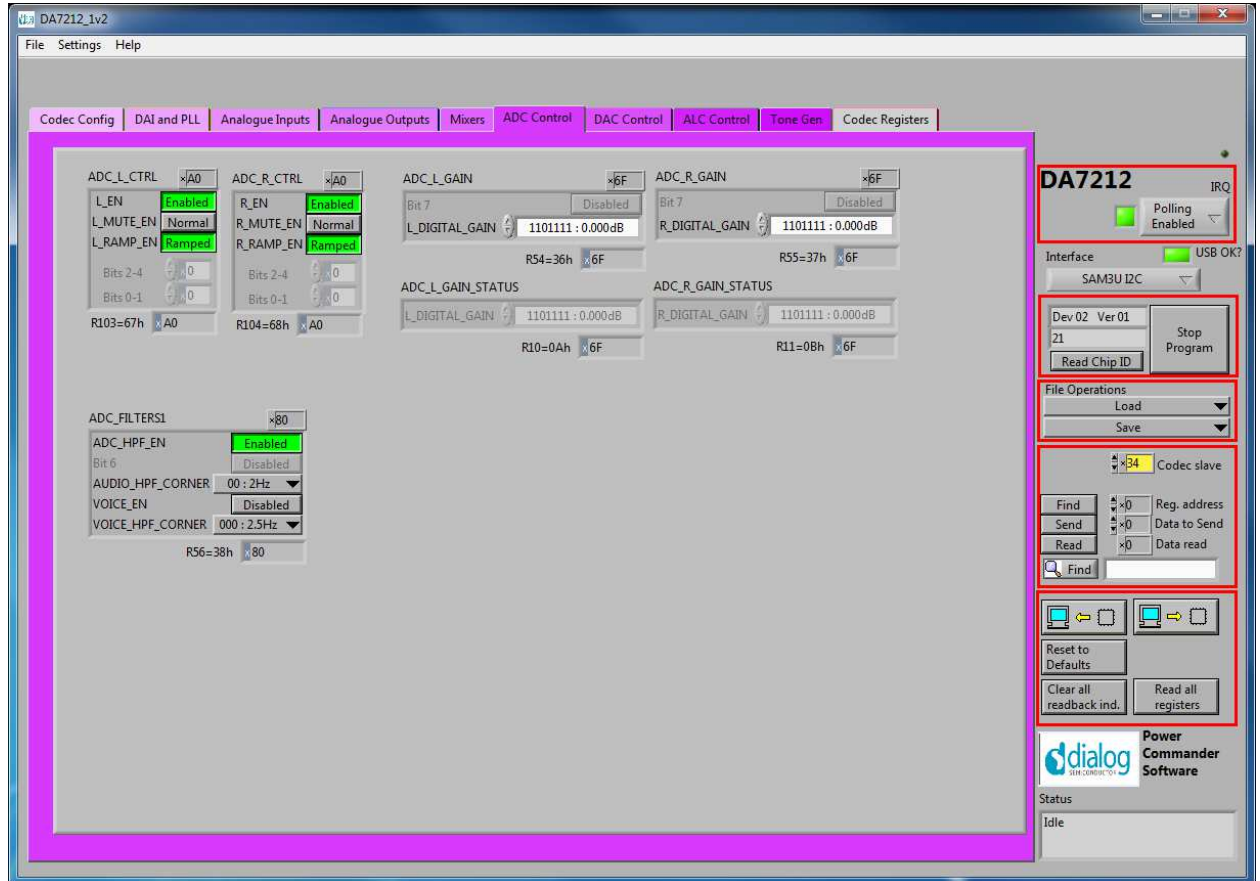 DA7212_1v2
File Settings Help
Codec Config DAI and PLL Analogue Inputs Analogue Outputs Mixers ADC Control DAC Control ALC Control Tone Gen Codec Registers
ADC_L_CTRL ×A0
L_EN Enabled
L_MUTE_EN Normal
L_RAMP_EN Ramped
Bits 2-4 x0
Bits 0-1 x0
R103=67h x A0
ADC_R_CTRL ×A0
R_EN Enabled
R_MUTE_EN Normal
R_RAMP_EN Ramped
Bits 2-4 x0
Bits 0-1 x0
R104=68h x A0
ADC_L_GAIN ×6F
Bit 7 Disabled
L_DIGITAL_GAIN 1101111 : 0.000dB
R54=36h x 6F
ADC_R_GAIN ×6F
Bit 7 Disabled
R_DIGITAL_GAIN 1101111 : 0.000dB
R55=37h x 6F
ADC_L_GAIN_STATUS
L_DIGITAL_GAIN 1101111 : 0.000dB
R10=0Ah x 6F
ADC_R_GAIN_STATUS
R_DIGITAL_GAIN 1101111 : 0.000dB
R11=0Bh x 6F
ADC_FILTERS1 ×80
ADC_HPF_EN Enabled
Bit 6 Disabled
AUDIO_HPF_CORNER 00 : 2Hz
VOICE_EN Disabled
VOICE_HPF_CORNER 000 : 2.5Hz
R56=38h x 80
DA7212 IRQ
Polling
Enabled
Interface USB OK?
SAM3U I2C
Dev 02 Ver 01
21
Read Chip ID
Stop
Program
File Operations
Load
Save
×34 Codec slave
Find ×0 Reg. address
Send ×0 Data to Send
Read ×0 Data read
Find
Reset to
Defaults
Clear all
readback ind.
Read all
registers
dialog
SEMICONDUCTOR
Power
Commander
Software
Status
Idle